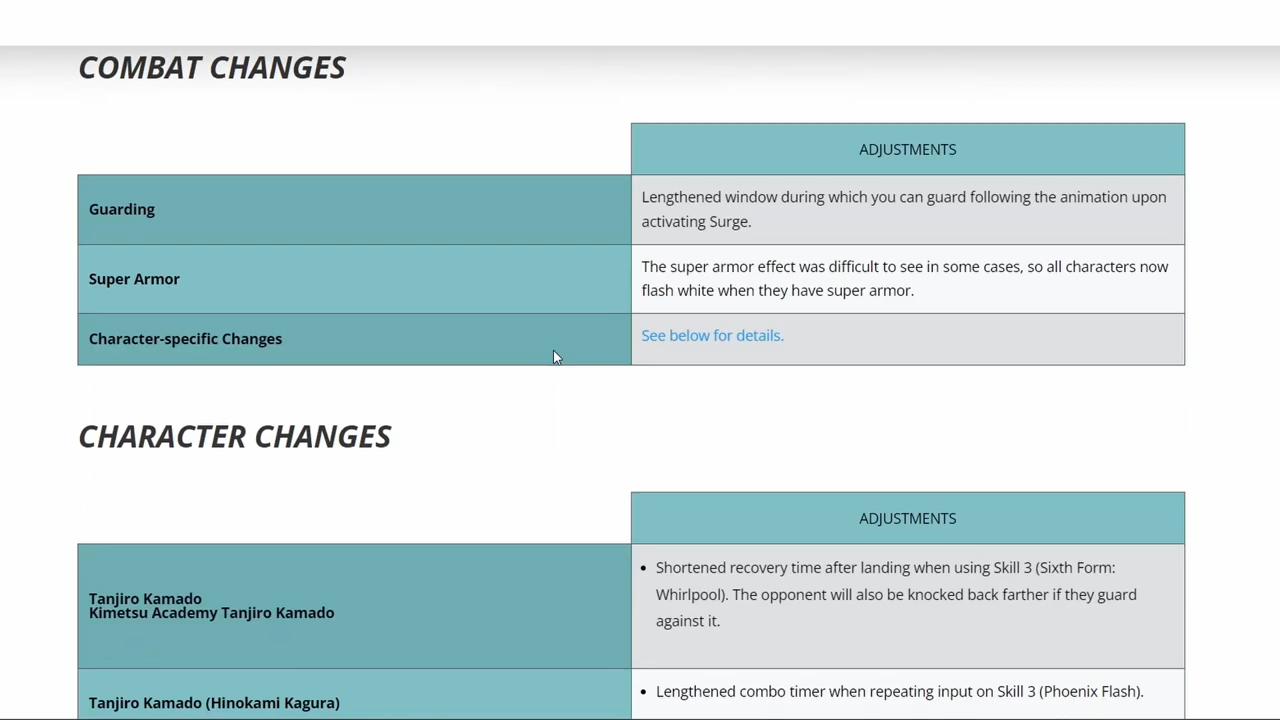 COMBAT CHANGES
ADJUSTMENTS
Guarding
Lengthened window during which you can guard following the animation upon
activating Surge.
Super Armor
The super armor effect was difficult to see in some cases, so all characters now
flash white when they have super armor.
Character-specific Changes
See below for details.
CHARACTER CHANGES
ADJUSTMENTS
Tanjiro Kamado
Kimetsu Academy Tanjiro Kamado
• Shortened recovery time after landing when using Skill 3 (Sixth Form:
Whirlpool). The opponent will also be knocked back farther if they guard
against it.
Tanjiro Kamado (Hinokami Kagura)
• Lengthened combo timer when repeating input on Skill 3 (Phoenix Flash).